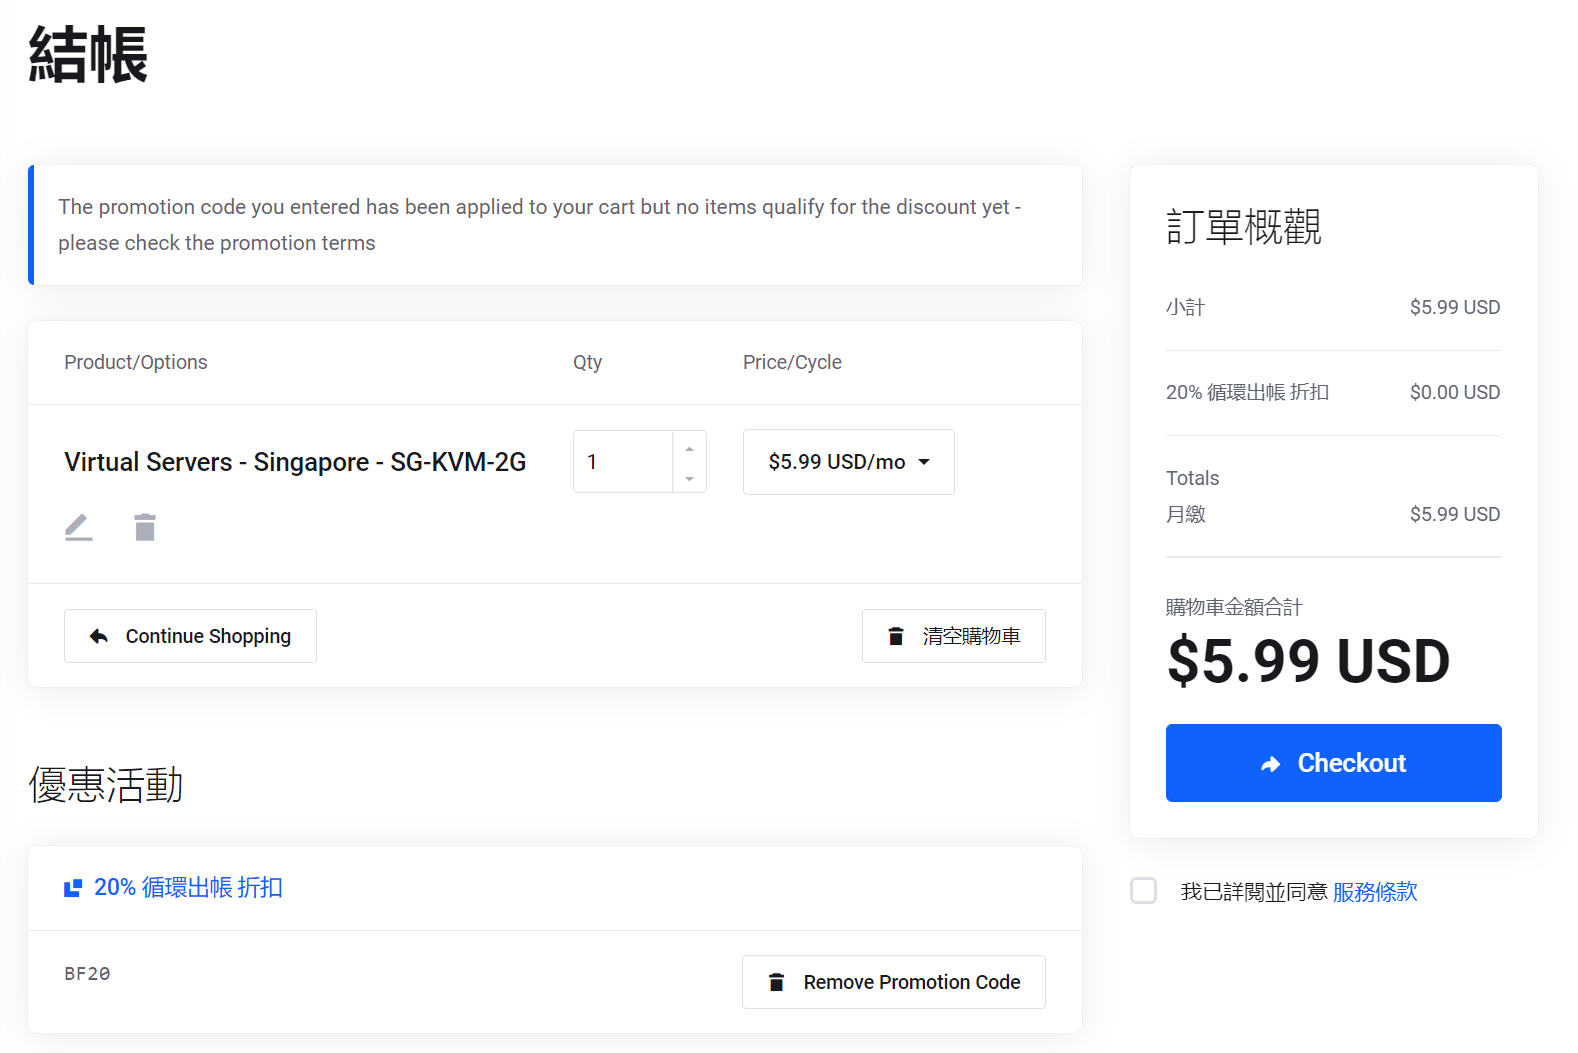 結帳
The promotion code you entered has been applied to your cart but no items qualify for the discount yet -
please check the promotion terms
Product/Options Qty Price/Cycle
Virtual Servers - Singapore - SG-KVM-2G 1 $5.99 USD/mo
Continue Shopping 清空購物車
優惠活動
20% 循環出帳 折扣
BF20 Remove Promotion Code
訂單概觀
小計 $5.99 USD
20% 循環出帳 折扣 $0.00 USD
Totals
月繳 $5.99 USD
購物車金額合計
$5.99 USD
Checkout
我已詳閱並同意 服務條款